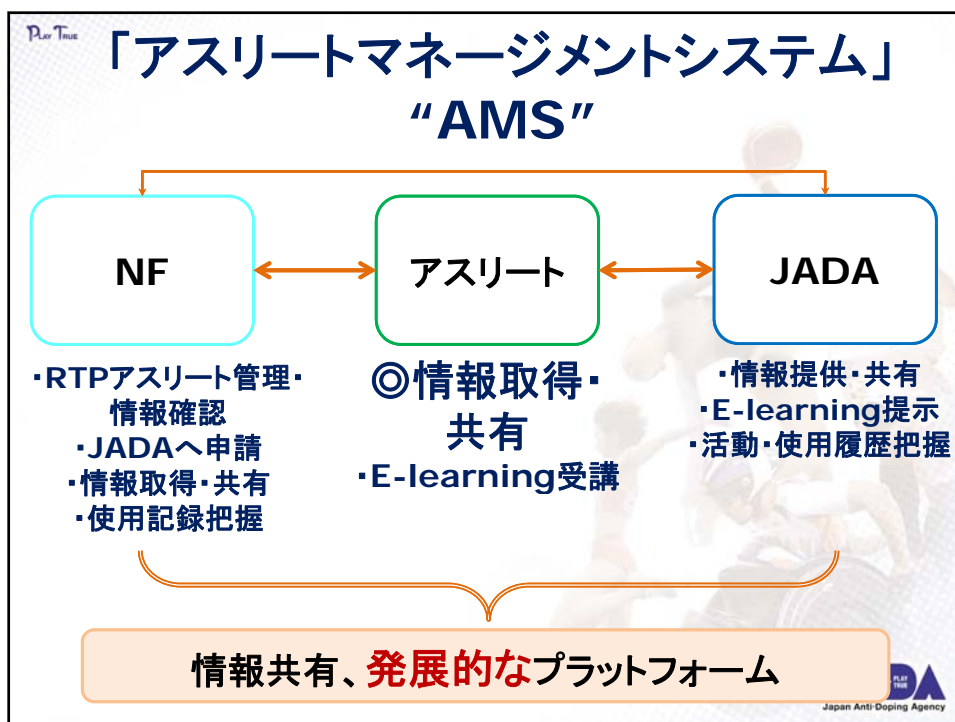 PLAY TRUE
「アスリートマネージメントシステム」
“AMS”
NF
アスリート
JADA
・RTPアスリート管理・
情報確認
・JADAへ申請
・情報取得・共有
・使用記録把握
◎情報取得・
共有
・E-learning受講
・情報提供・共有
・E-learning提示
・活動・使用履歴把握
情報共有、発展的なプラットフォーム
PLAY
TRUE
DA
Japan Anti-Doping Agency